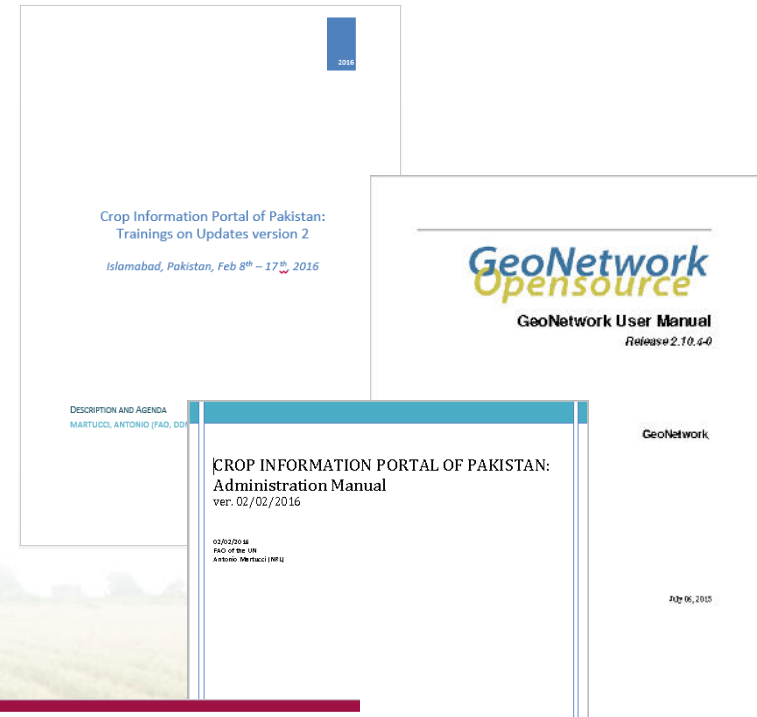 2016
Crop Information Portal of Pakistan:
Trainings on Updates version 2
Islamabad, Pakistan, Feb 8th – 17th, 2016
DESCRIPTION AND AGENDA
MARTUCCI, ANTONIO (FAO,
GeoNetwork
Opensource
GeoNetwork User Manual
Release 2.10.4-0
GeoNetwork
July 06, 2015
CROP INFORMATION PORTAL OF PAKISTAN:
Administration Manual
ver. 02/02/2016
02/02/2016
FAO of the UN
Antonio Martucci (NRL)